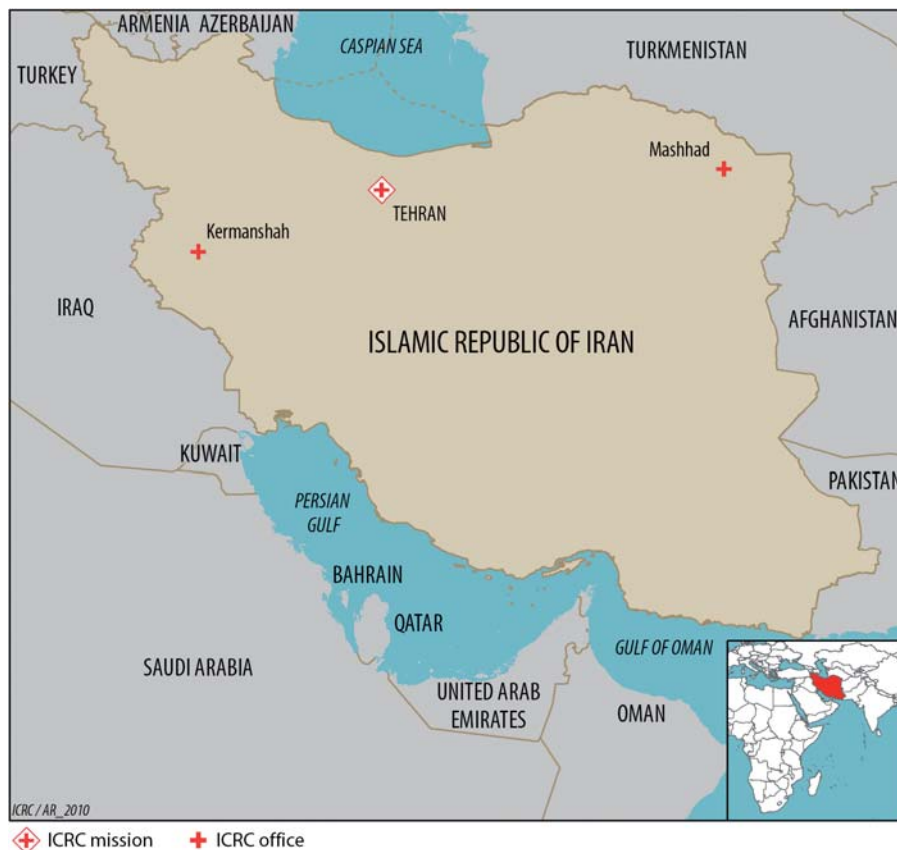 ARMENIA AZERBAIJAN
CASPIAN SEA
TURKMENISTAN
TURKEY
Mashhad
TEHRAN
Kermanshah
IRAQ
AFGHANISTAN
ISLAMIC REPUBLIC OF IRAN
KUWAIT
PAKISTAN
PERSIAN
GULF
BAHRAIN
QATAR
GULF OF OMAN
SAUDI ARABIA
UNITED ARAB
EMIRATES
OMAN
ICRC / AR_2010
ICRC mission ICRC office